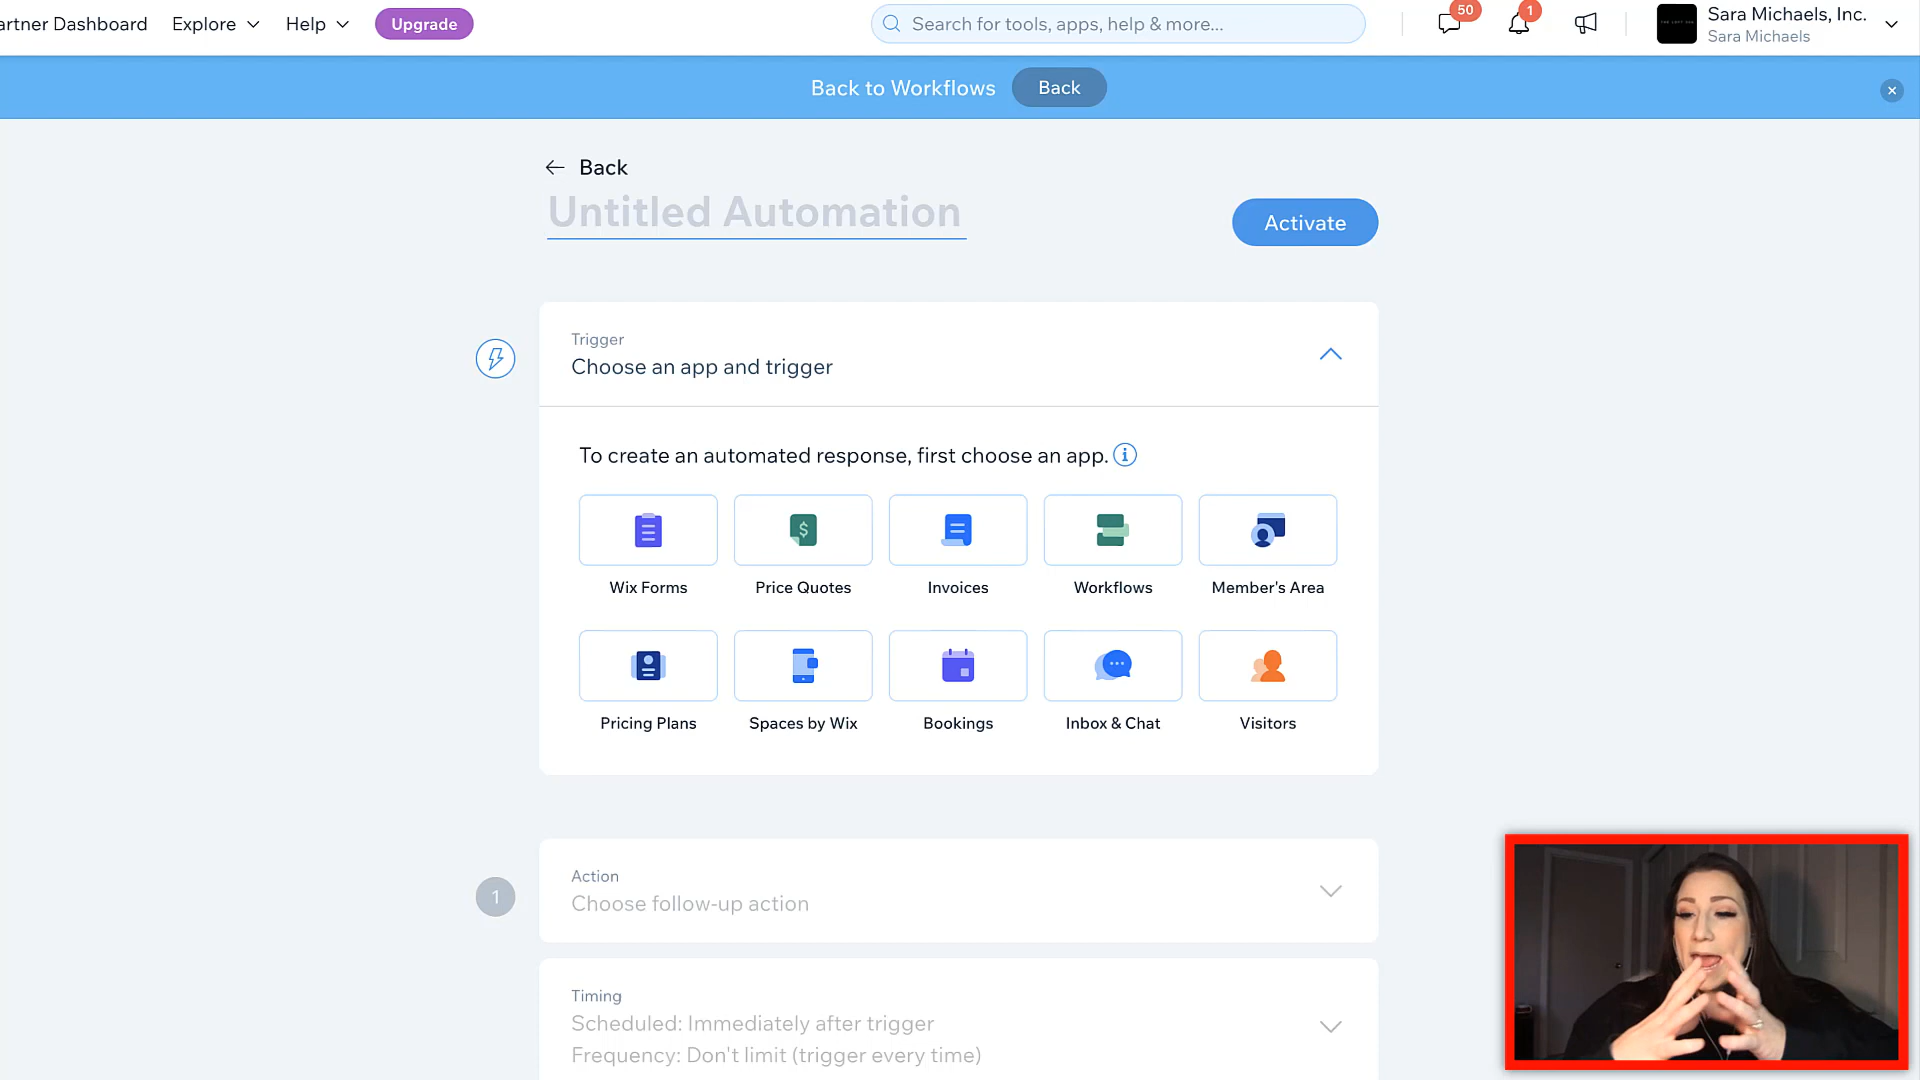 artner Dashboard Explore Help Upgrade Search for tools, apps, help & more... 50 1 Sara Michaels, Inc.
Sara Michaels
Back to Workflows Back
Back
Untitled Automation
Activate
Trigger
Choose an app and trigger
To create an automated response, first choose an app.
Wix Forms Price Quotes Invoices Workflows Member's Area
Pricing Plans Spaces by Wix Bookings Inbox & Chat Visitors
1
Action
Choose follow-up action
Timing
Scheduled: Immediately after trigger
Frequency: Don't limit (trigger every time)